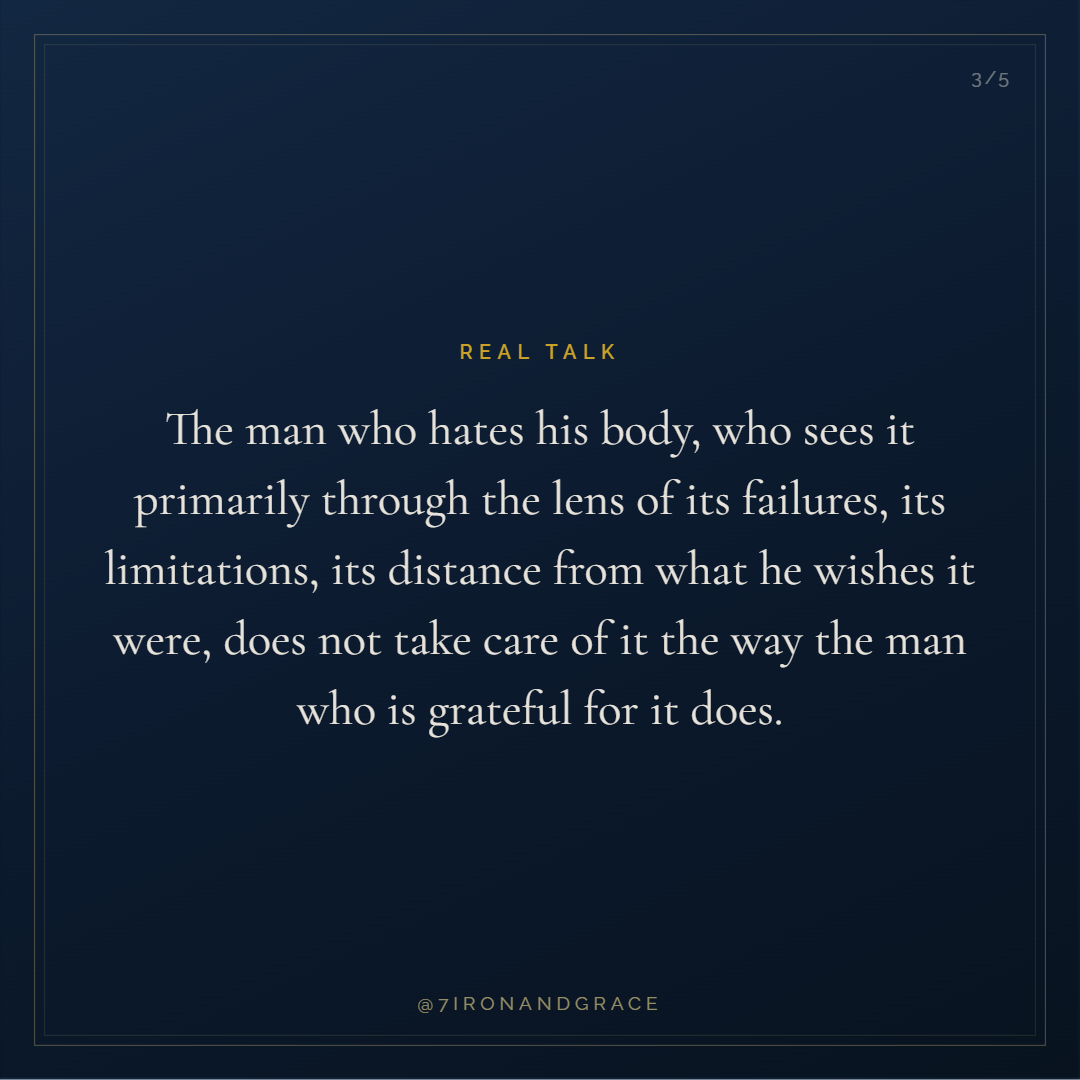 3/5
REAL TALK
The man who hates his body, who sees it
primarily through the lens of its failures, its
limitations, its distance from what he wishes it
were, does not take care of it the way the man
who is grateful for it does.
@7IRONANDGRACE